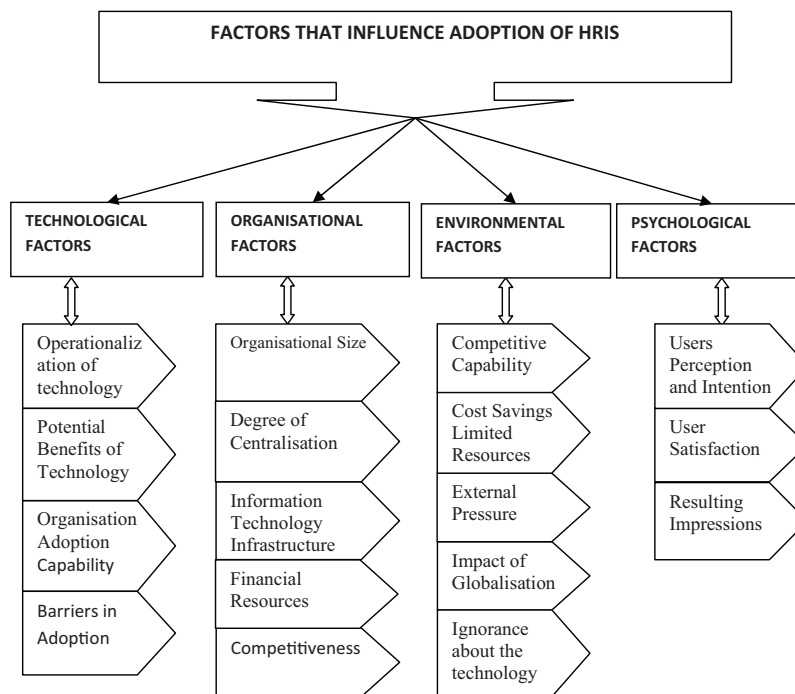 FACTORS THAT INFLUENCE ADOPTION OF HRIS
TECHNOLOGICAL
FACTORS
ORGANISATIONAL
FACTORS
ENVIRONMENTAL
FACTORS
PSYCHOLOGICAL
FACTORS
Operationaliz
ation of
technology
Potential
Benefits of
Technology
Organisation
Adoption
Capability
Barriers in
Adoption
Organisational Size
Degree of
Centralisation
Information
Technology
Infrastructure
Financial
Resources
Competitiveness
Competitive
Capability
Cost Savings
Limited
Resources
External
Pressure
Impact of
Globalisation
Ignorance
about the
technology
Users
Perception
and Intention
User
Satisfaction
Resulting
Impressions